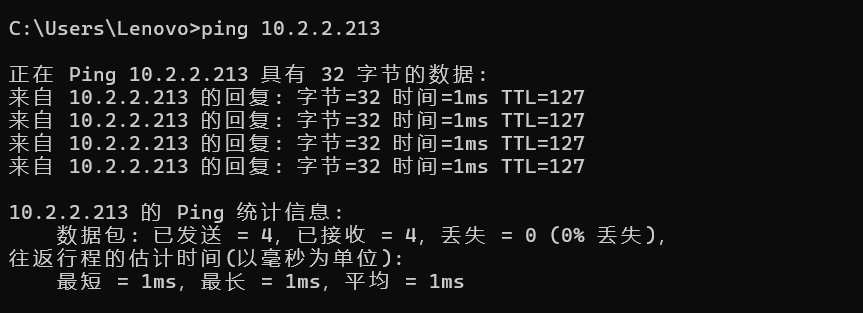 C:\Users\Lenovo>ping 10.2.2.213
正在 Ping 10.2.2.213 具有 32 字节的数据:
来自 10.2.2.213 的回复: 字节=32 时间=1ms TTL=127
来自 10.2.2.213 的回复: 字节=32 时间=1ms TTL=127
来自 10.2.2.213 的回复: 字节=32 时间=1ms TTL=127
来自 10.2.2.213 的回复: 字节=32 时间=1ms TTL=127
10.2.2.213 的 Ping 统计信息:
数据包: 已发送 = 4，已接收 = 4，丢失 = 0 (0% 丢失)，
往返行程的估计时间(以毫秒为单位):
最短 = 1ms，最长 = 1ms，平均 = 1ms